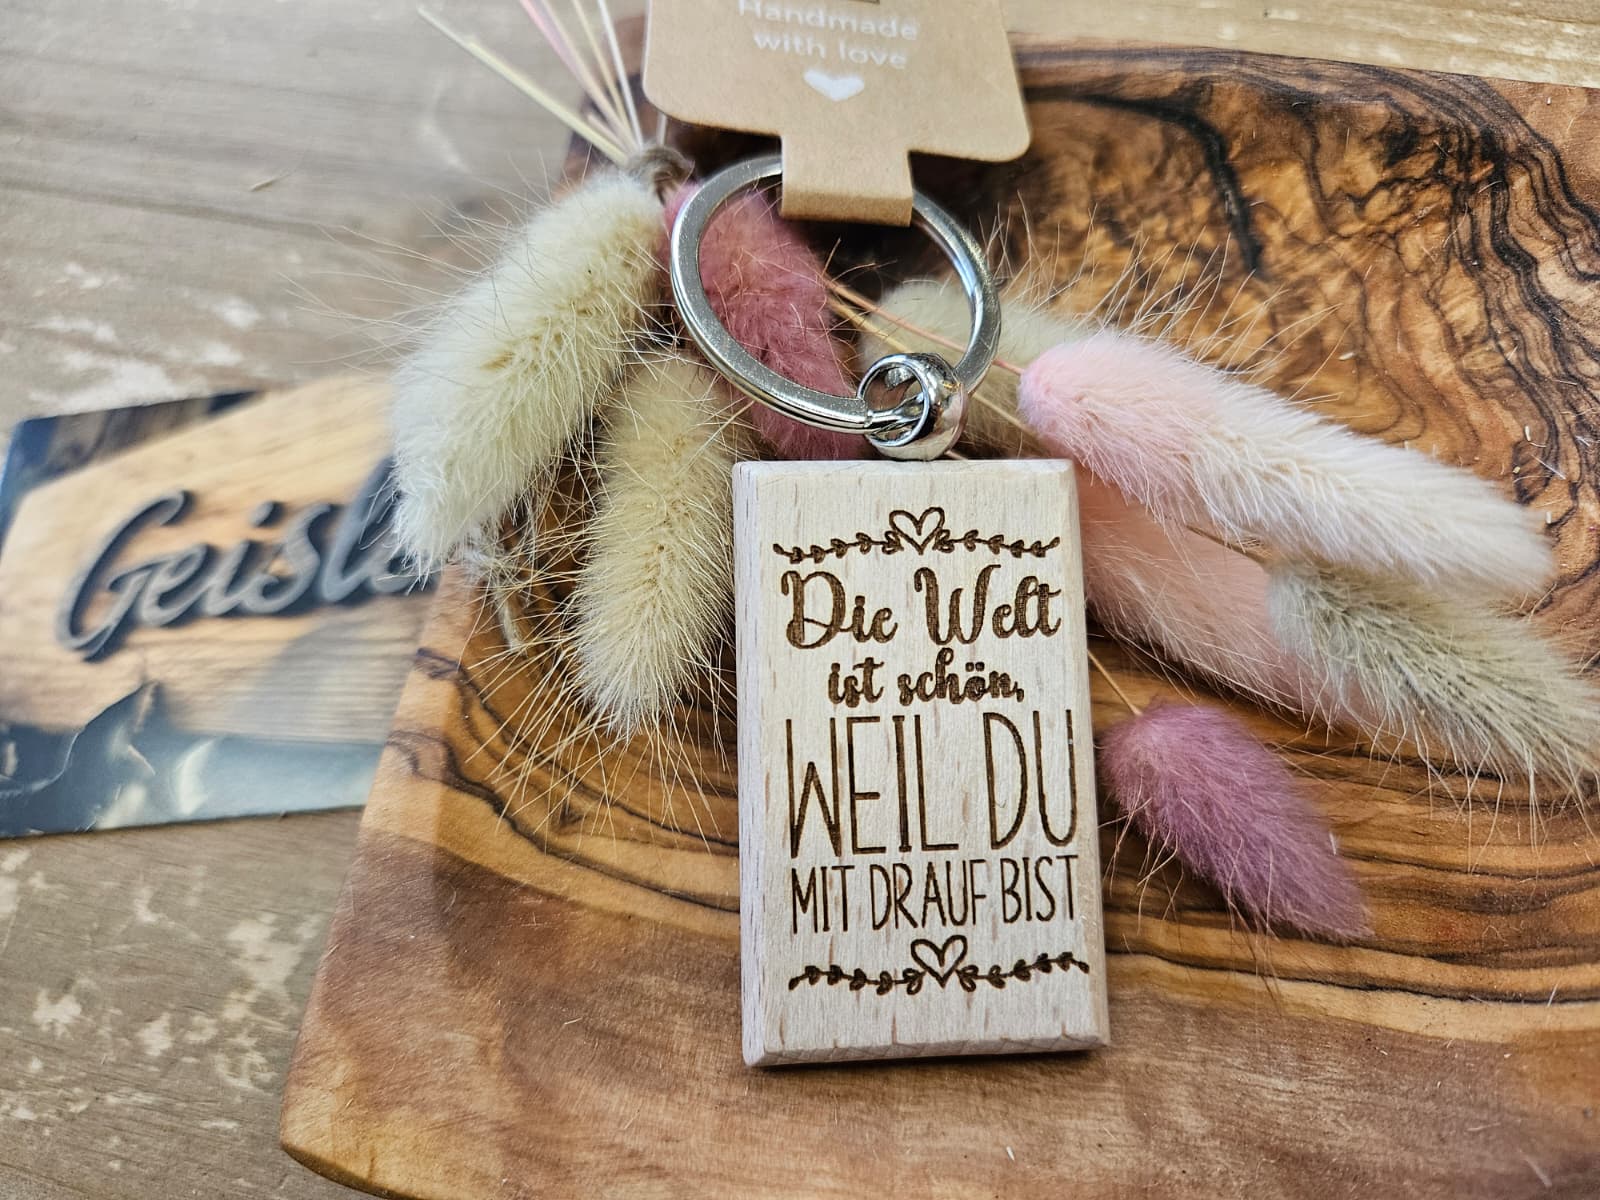 Handmade
with love
Die Welt
ist schön,
WEIL DU
MIT DRAUF BIST